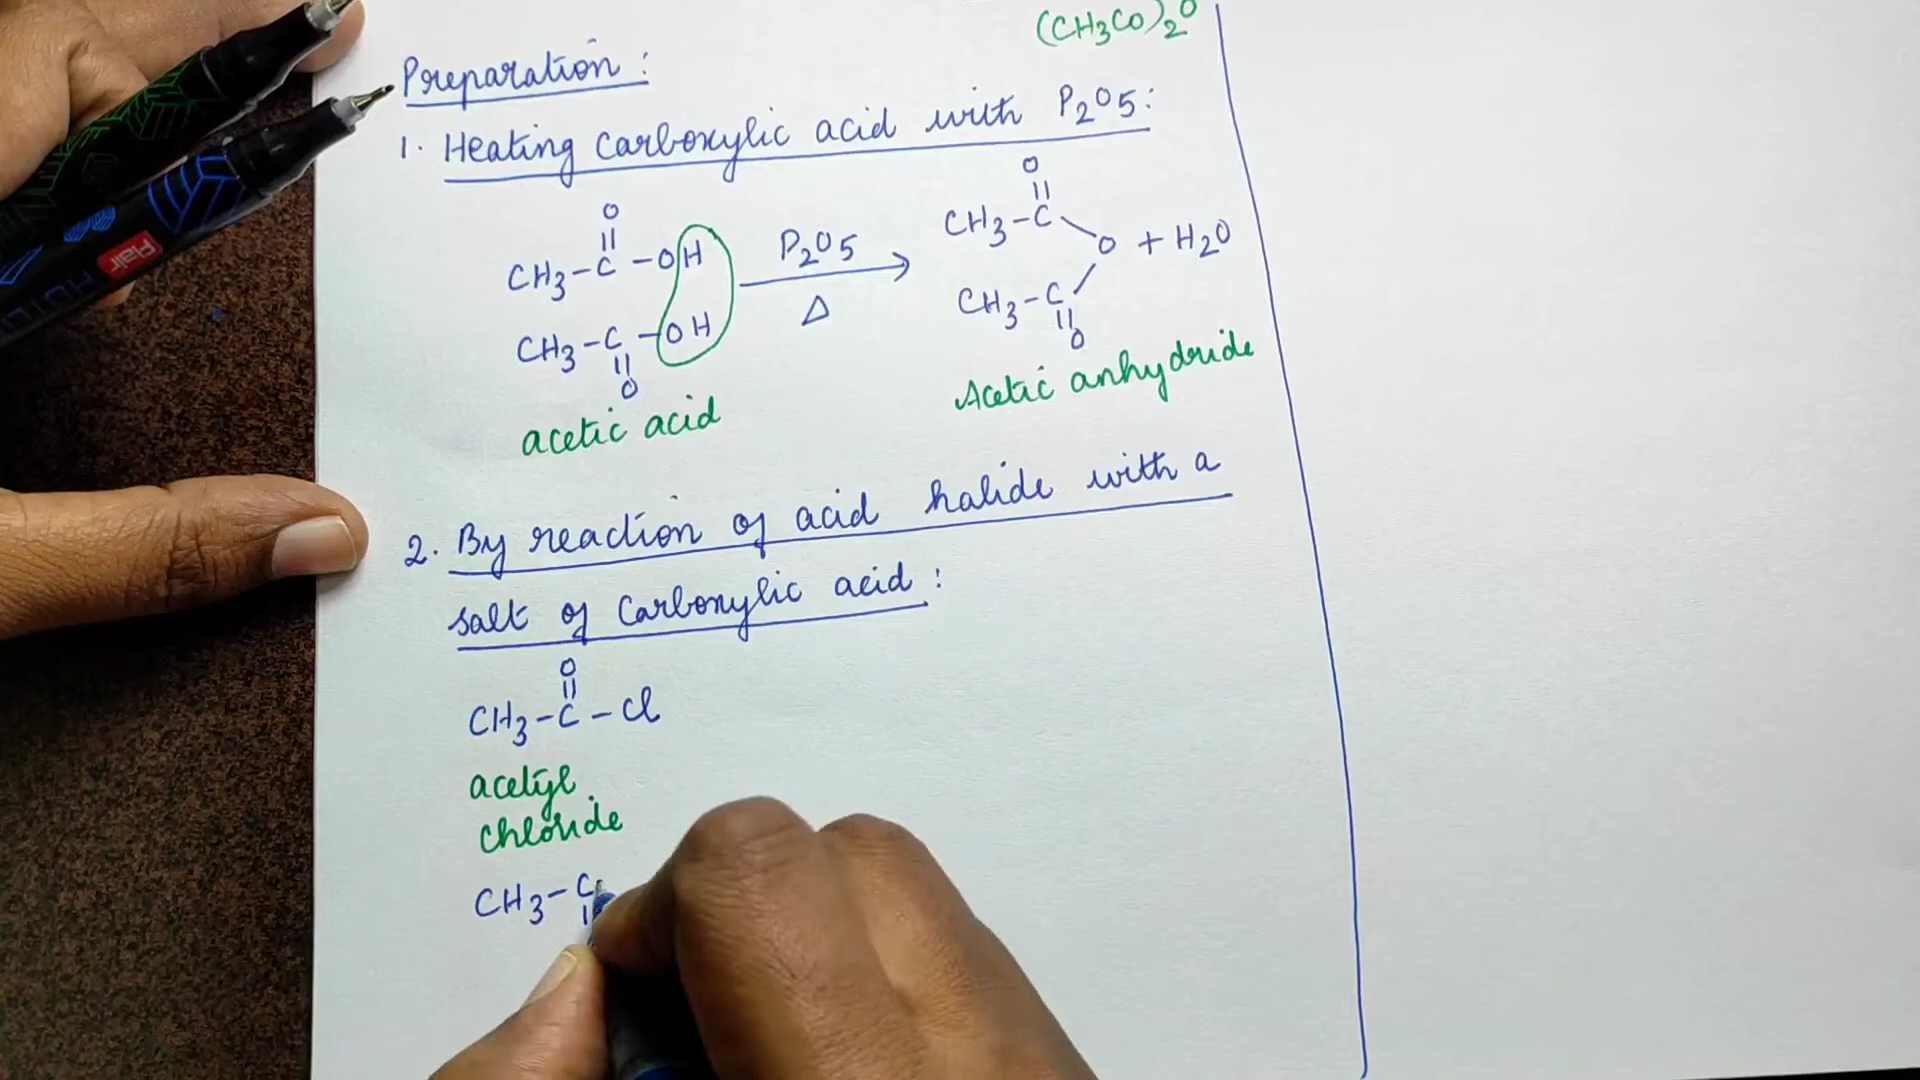 (CH3CO)2O
Preparation :
1. Heating carboxylic acid with P2O5 :
O
||
CH3-C-OH
CH3-C-OH
||
O
P2O5
Δ
O
||
CH3-C
O + H2O
CH3-C
||
O
acetic acid
Acetic anhydride
2. By reaction of acid halide with a
salt of Carboxylic acid :
O
||
CH3-C-Cl
acetyl
chloride
CH3-C
Flair